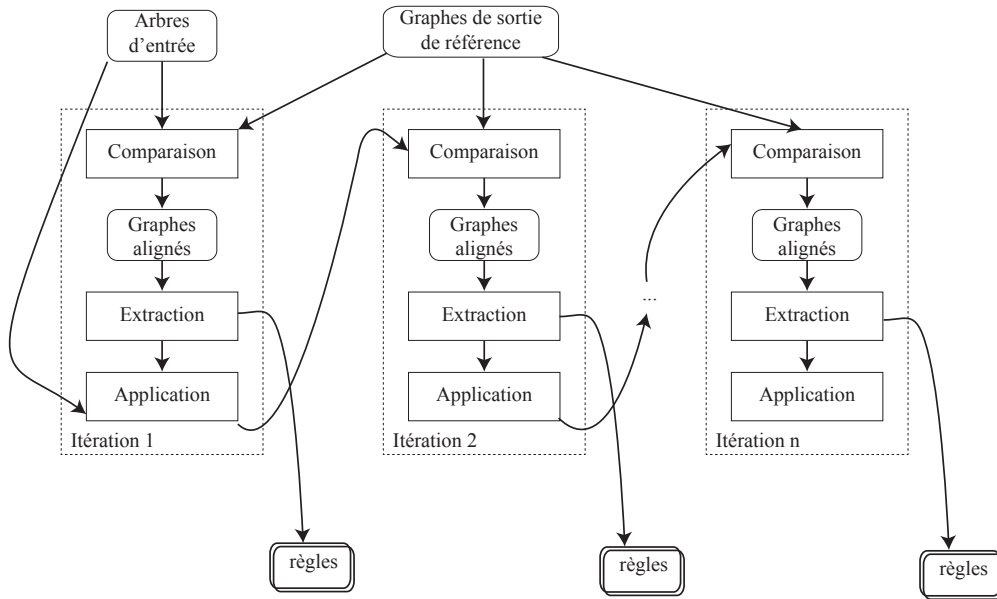 Arbres
d'entrée
Graphes de sortie
de référence
Comparaison
Graphes
alignés
Extraction
Application
Itération 1
règles
Comparaison
Graphes
alignés
Extraction
Application
Itération 2
règles
...
Comparaison
Graphes
alignés
Extraction
Application
Itération n
règles